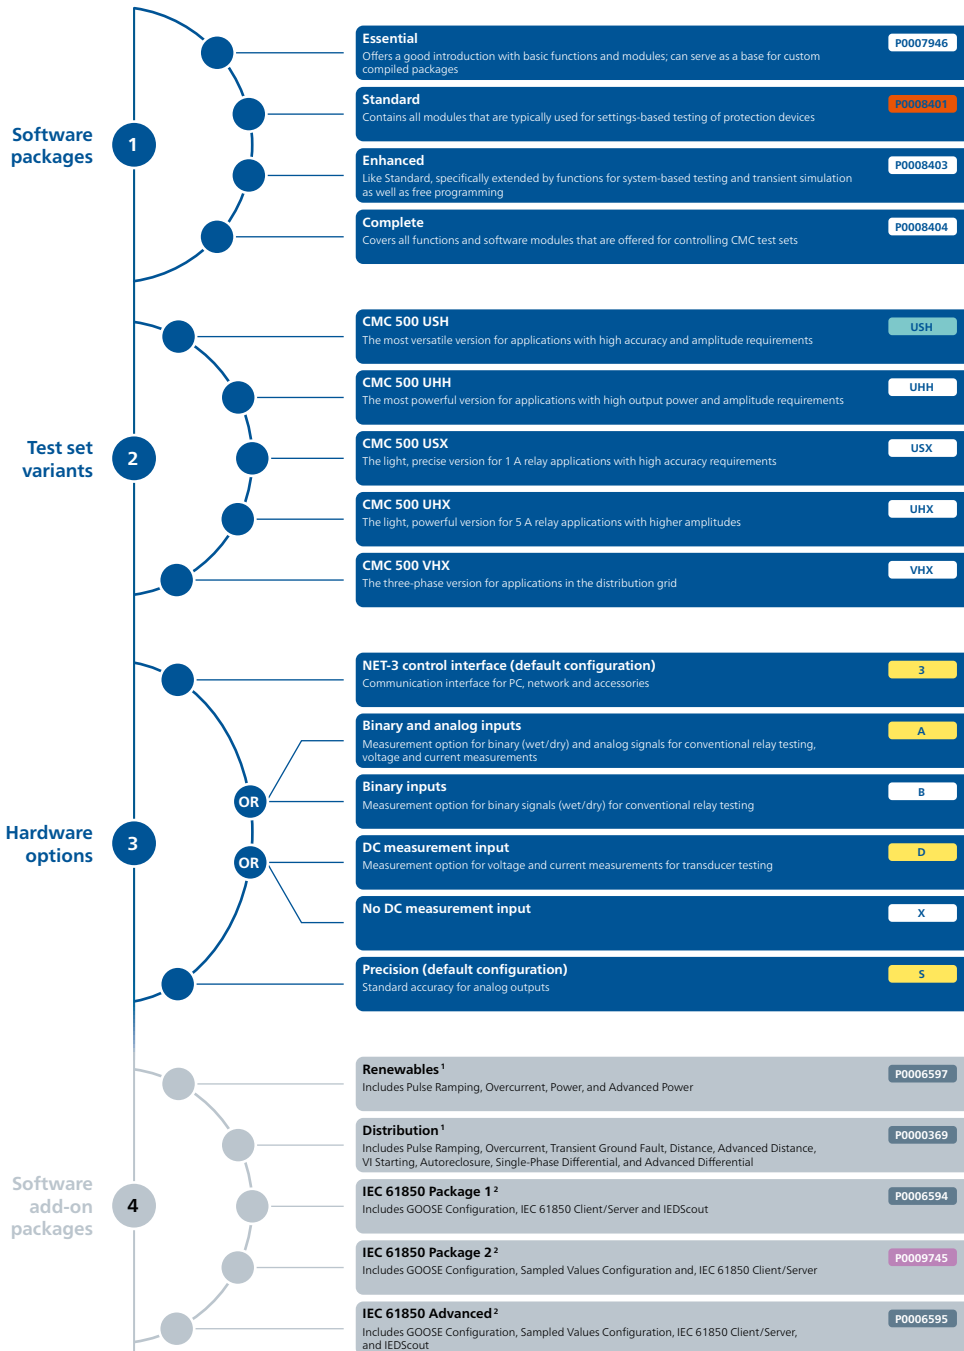 Software
packages
1
Essential
Offers a good introduction with basic functions and modules; can serve as a base for custom
compiled packages
P0007946
Standard
Contains all modules that are typically used for settings-based testing of protection devices
P0008401
Enhanced
Like Standard, specifically extended by functions for system-based testing and transient simulation
as well as free programming
P0008403
Complete
Covers all functions and software modules that are offered for controlling CMC test sets
P0008404
Test set
variants
2
CMC 500 USH
The most versatile version for applications with high accuracy and amplitude requirements
USH
CMC 500 UHH
The most powerful version for applications with high output power and amplitude requirements
UHH
CMC 500 USX
The light, precise version for 1 A relay applications with high accuracy requirements
USX
CMC 500 UHX
The light, powerful version for 5 A relay applications with higher amplitudes
UHX
CMC 500 VHX
The three-phase version for applications in the distribution grid
VHX
Hardware
options
3
NET-3 control interface (default configuration)
Communication interface for PC, network and accessories
3
OR
Binary and analog inputs
Measurement option for binary (wet/dry) and analog signals for conventional relay testing,
voltage and current measurements
A
Binary inputs
Measurement option for binary signals (wet/dry) for conventional relay testing
B
OR
DC measurement input
Measurement option for voltage and current measurements for transducer testing
D
No DC measurement input
X
Precision (default configuration)
Standard accuracy for analog outputs
S
Software
add-on
packages
4
Renewables¹
Includes Pulse Ramping, Overcurrent, Power, and Advanced Power
P0006597
Distribution¹
Includes Pulse Ramping, Overcurrent, Transient Ground Fault, Distance, Advanced Distance,
VI Starting, Autoreclosure, Single-Phase Differential, and Advanced Differential
P0000369
IEC 61850 Package 1²
Includes GOOSE Configuration, IEC 61850 Client/Server and IEDScout
P0006594
IEC 61850 Package 2²
Includes GOOSE Configuration, Sampled Values Configuration and, IEC 61850 Client/Server
P0009745
IEC 61850 Advanced²
Includes GOOSE Configuration, Sampled Values Configuration, IEC 61850 Client/Server,
and IEDScout
P0006595